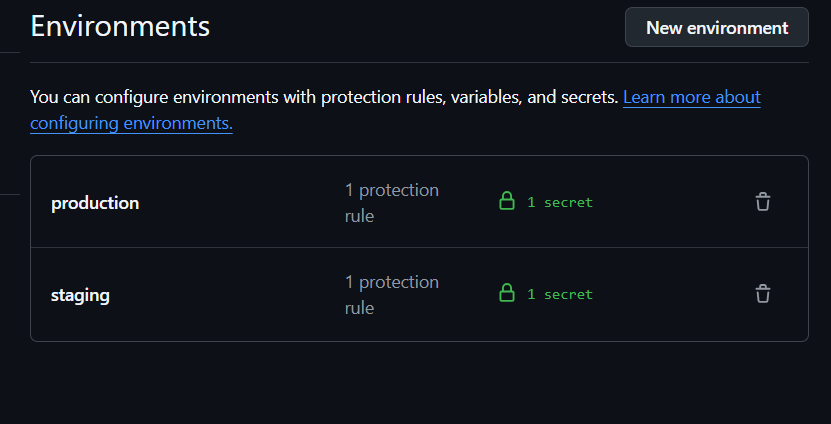 Environments
New environment
You can configure environments with protection rules, variables, and secrets. Learn more about
configuring environments.
production
1 protection
rule
1 secret
staging
1 protection
rule
1 secret